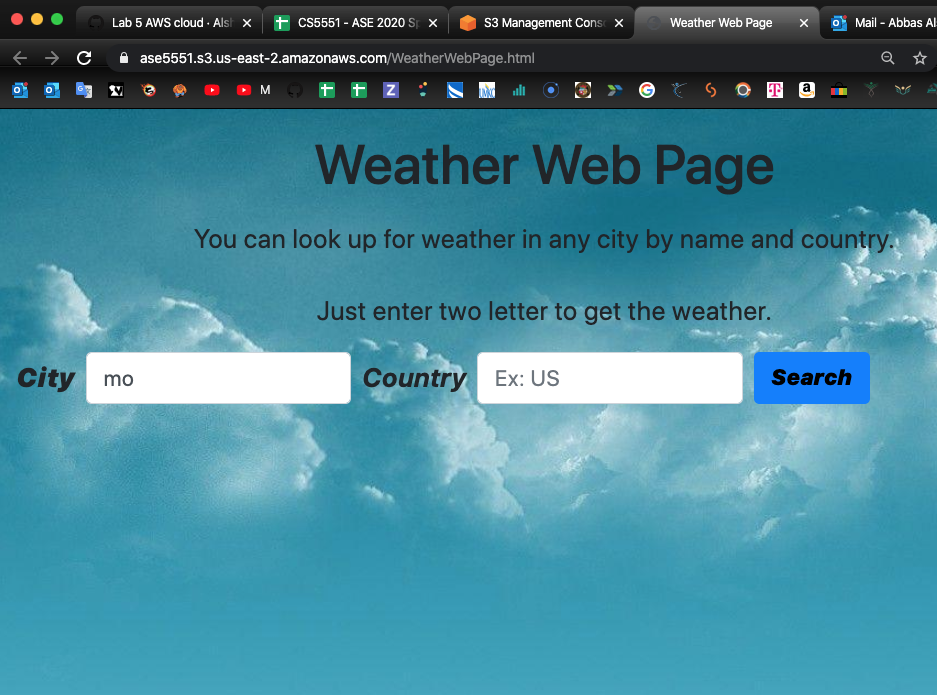 Lab 5 AWS cloud · Als
CS5551 - ASE 2020 S
S3 Management Cons
Weather Web Page
Mail - Abbas Al
ase5551.s3.us-east-2.amazonaws.com/WeatherWebPage.html
M
Weather Web Page
You can look up for weather in any city by name and country.
Just enter two letter to get the weather.
City mo Country Ex: US Search